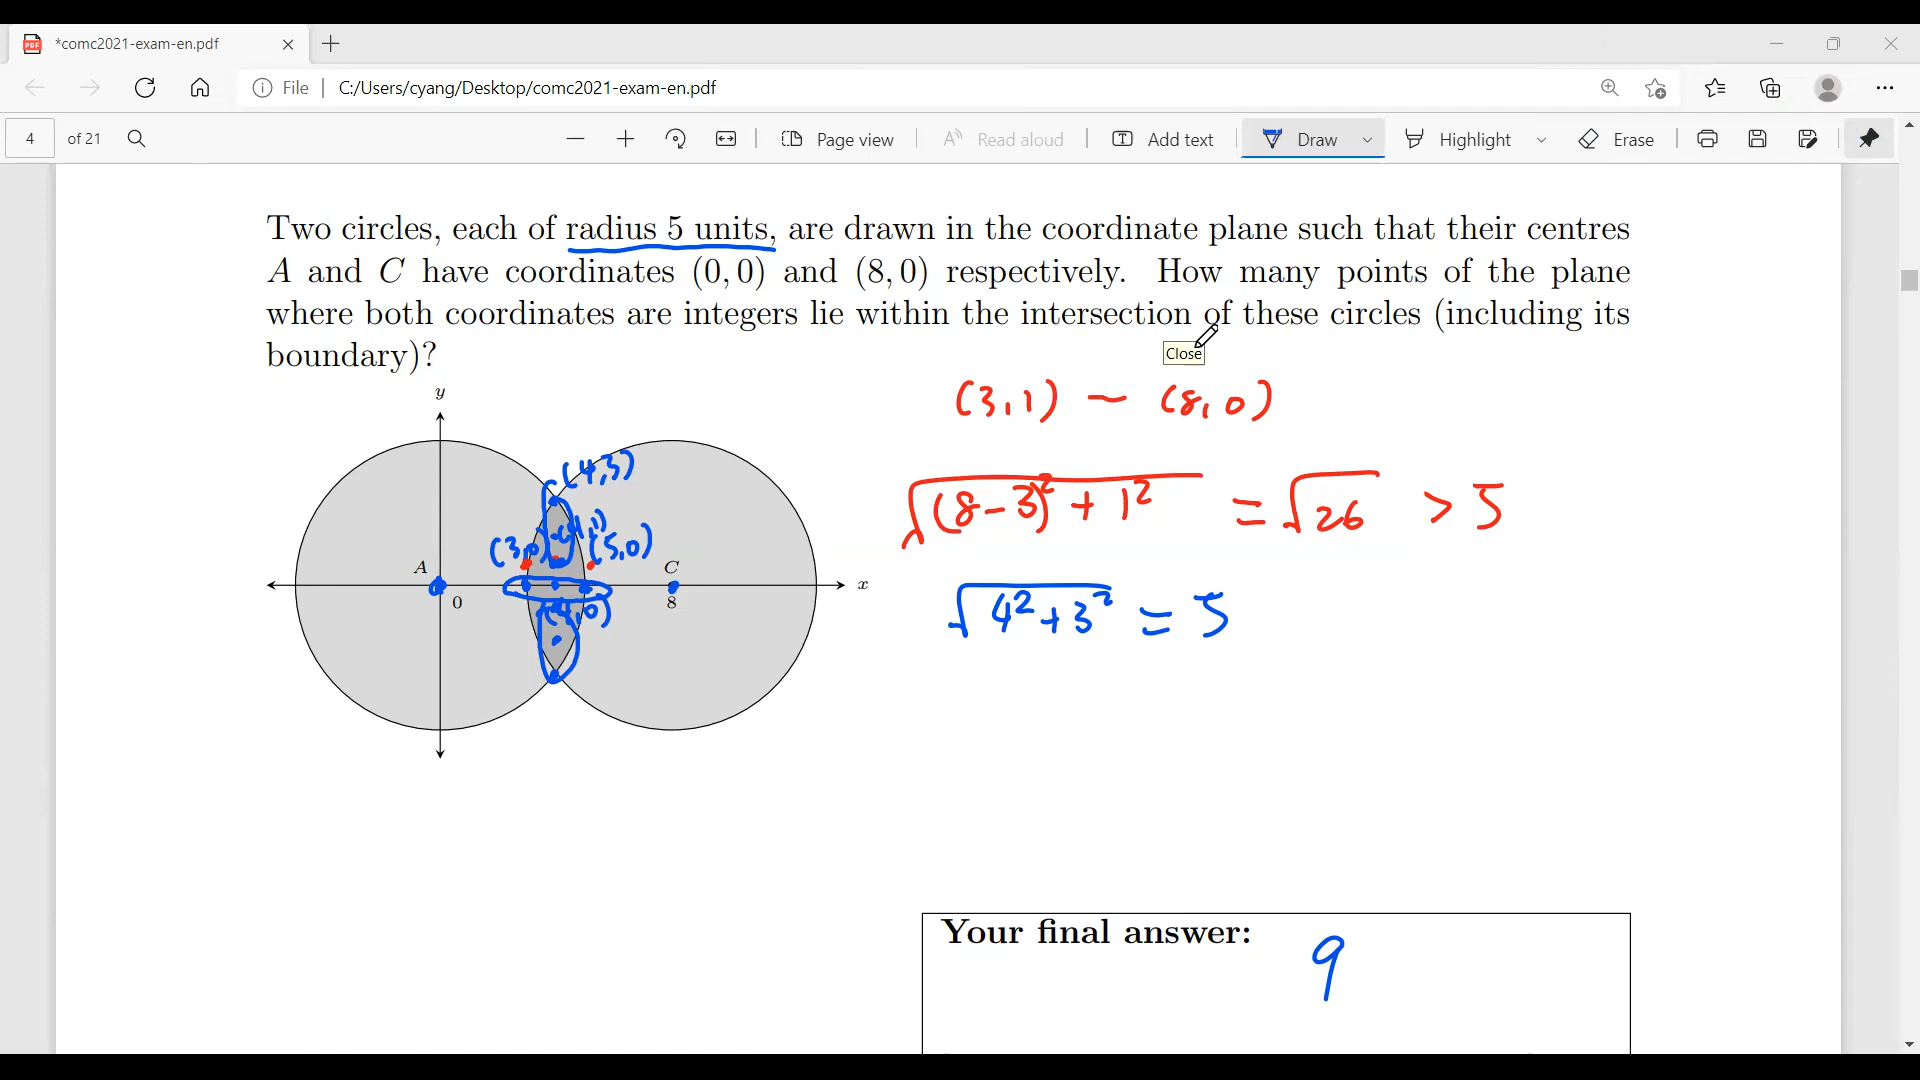 *comc2021-exam-en.pdf
File | C:/Users/cyang/Desktop/comc2021-exam-en.pdf
4 of 21 Page view Read aloud Add text Draw Highlight Erase
Two circles, each of radius 5 units, are drawn in the coordinate plane such that their centres
A and C have coordinates (0, 0) and (8, 0) respectively. How many points of the plane
where both coordinates are integers lie within the intersection of these circles (including its
boundary)?
Close
y
(3,1) ~ (8,0)
(4,3)
√((8-3)² + 1²) = √26 > 5
(4,1)
(3,0) (5,0)
A C
x
0 8
(4,0)
√(4²+3²) = 5
Your final answer:
9